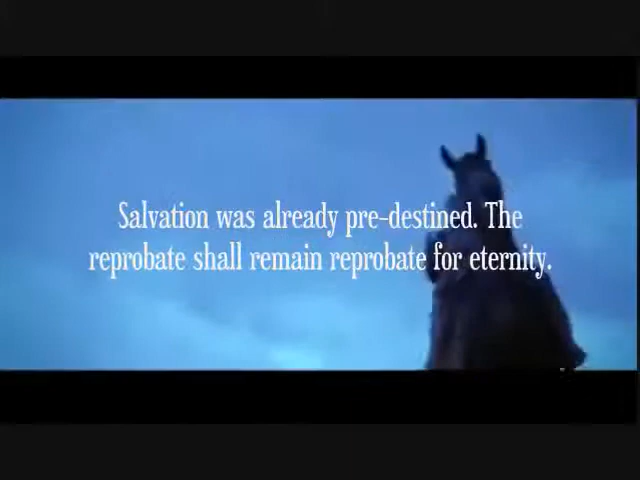 Salvation was already pre-destined. The
reprobate shall remain reprobate for eternity.